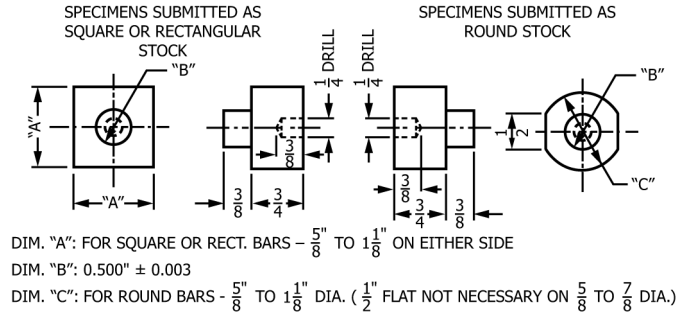 SPECIMENS SUBMITTED AS
SQUARE OR RECTANGULAR
STOCK
"B"
"A"
"A"
1/4 DRILL
3/8
3/8
3/4
SPECIMENS SUBMITTED AS
ROUND STOCK
1/4 DRILL
3/8
3/4
3/8
1/2
"B"
"C"
DIM. "A": FOR SQUARE OR RECT. BARS – 5/8" TO 1 1/8" ON EITHER SIDE
DIM. "B": 0.500" ± 0.003
DIM. "C": FOR ROUND BARS - 5/8" TO 1 1/8" DIA. ( 1/2" FLAT NOT NECESSARY ON 5/8 TO 7/8 DIA.)